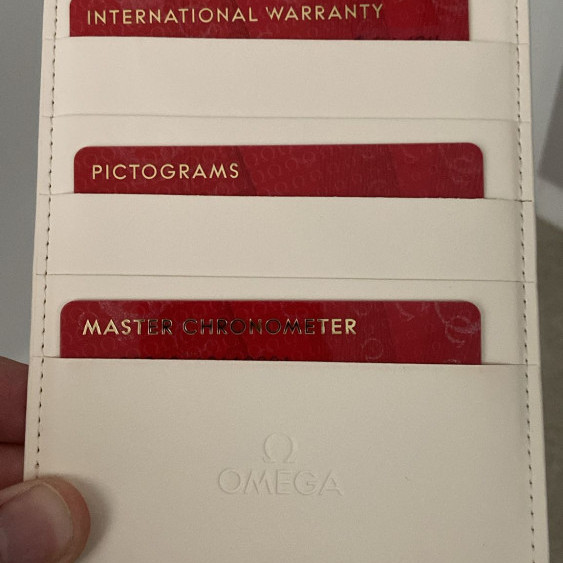 INTERNATIONAL WARRANTY
PICTOGRAMS
MASTER CHRONOMETER
Ω
OMEGA